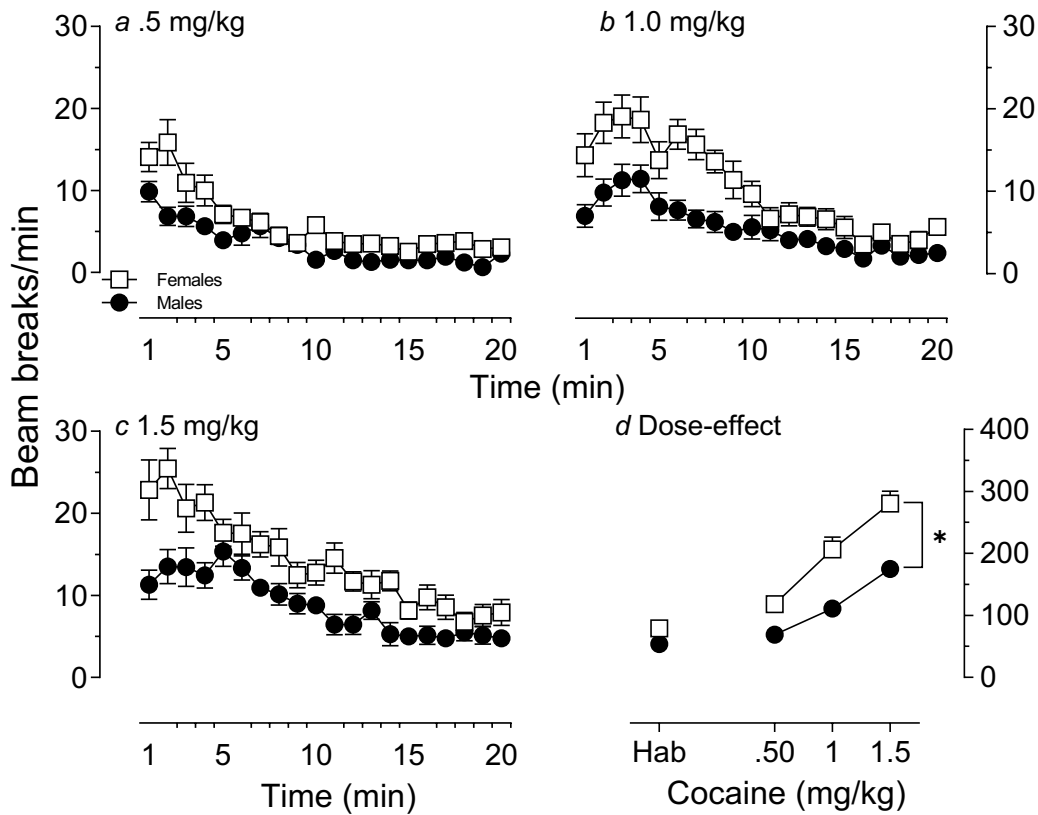 Beam breaks/min
a .5 mg/kg
30
20
10
0
Females
Males
1 5 10 15 20
b 1.0 mg/kg
30
20
10
0
1 5 10 15 20
Time (min)
c 1.5 mg/kg
30
20
10
0
1 5 10 15 20
Time (min)
d Dose-effect
400
300
200
100
0
*
Hab .50 1 1.5
Cocaine (mg/kg)